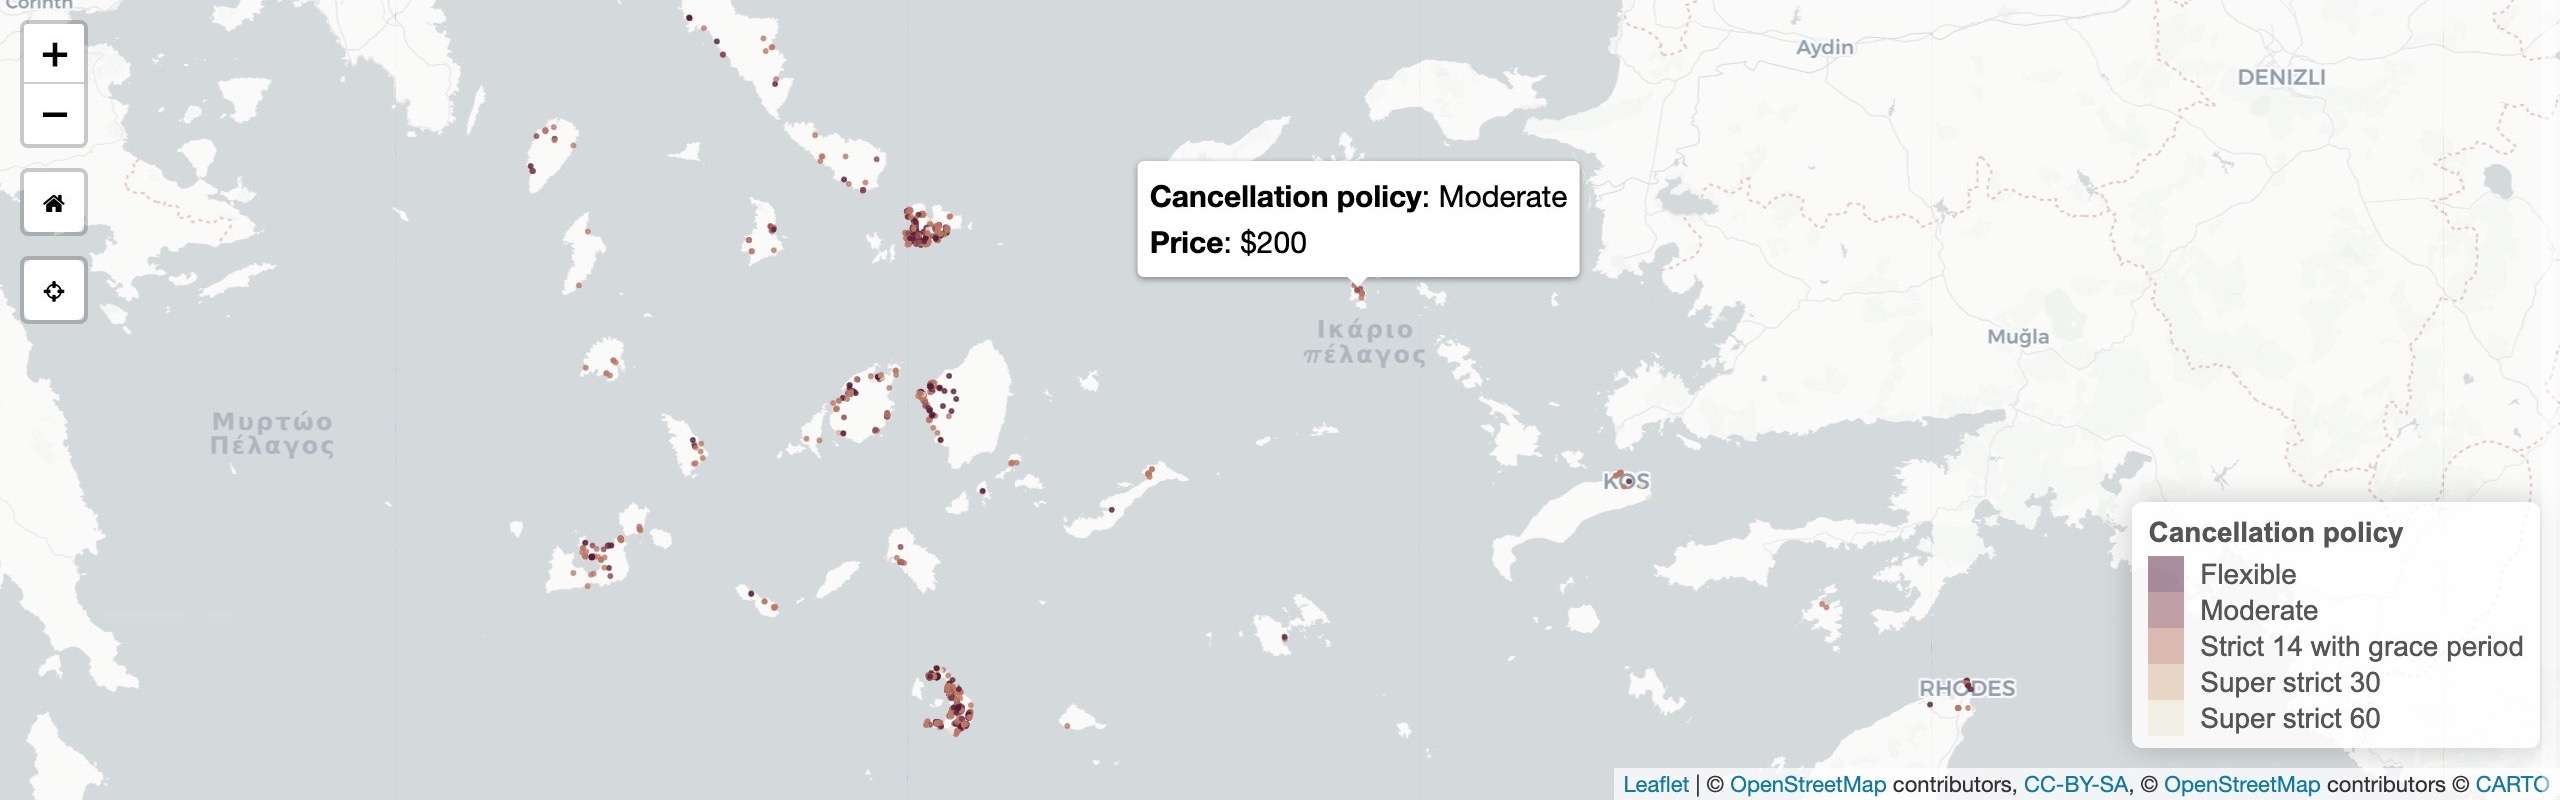 Corinth
+
−
Aydin
DENIZLI
Cancellation policy: Moderate
Price: $200
Ικάριο
πέλαγος
Muğla
Μυρτώο
Πέλαγος
KOS
RHODES
Cancellation policy
Flexible
Moderate
Strict 14 with grace period
Super strict 30
Super strict 60
Leaflet | © OpenStreetMap contributors, CC-BY-SA, © OpenStreetMap contributors © CARTO